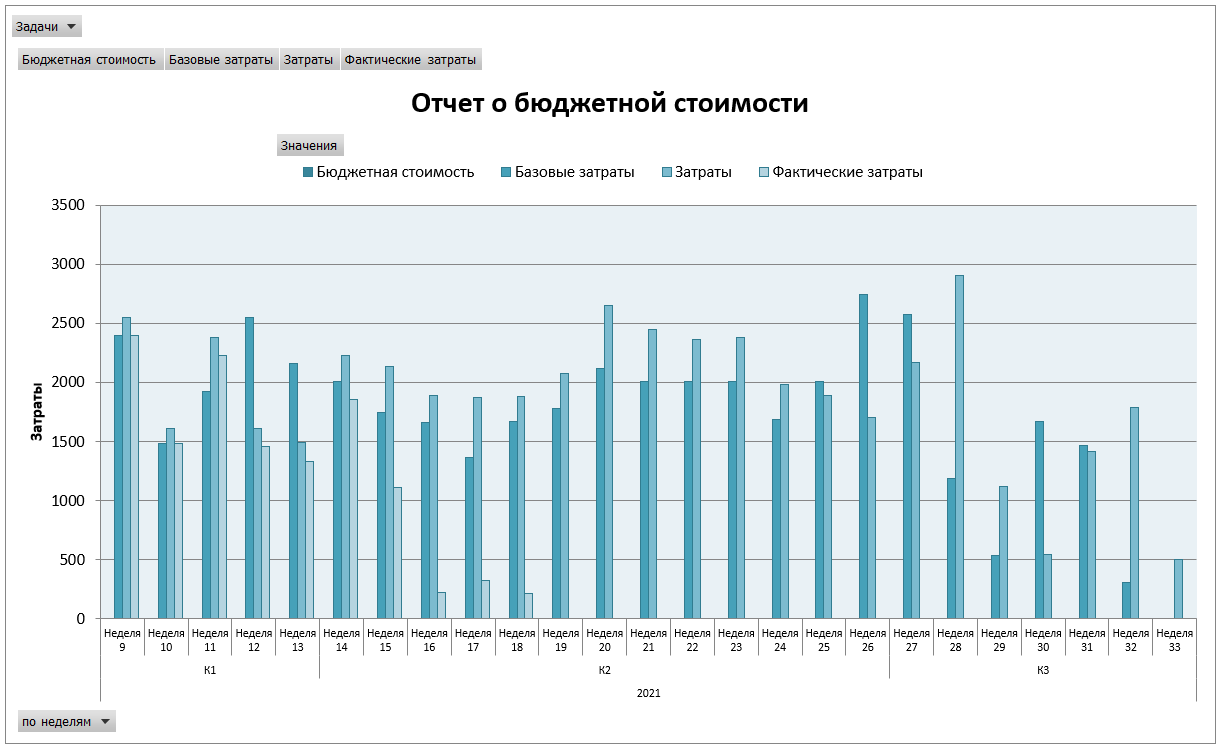 Задачи
Бюджетная стоимость Базовые затраты Затраты Фактические затраты
Отчет о бюджетной стоимости
Значения
Бюджетная стоимость Базовые затраты Затраты Фактические затраты
3500
3000
2500
2000
1500
1000
500
0
Затраты
Неделя Неделя Неделя Неделя Неделя Неделя Неделя Неделя Неделя Неделя Неделя Неделя Неделя Неделя Неделя Неделя Неделя Неделя Неделя Неделя Неделя Неделя Неделя Неделя Неделя
9 10 11 12 13 14 15 16 17 18 19 20 21 22 23 24 25 26 27 28 29 30 31 32 33
К1 К2 К3
2021
по неделям